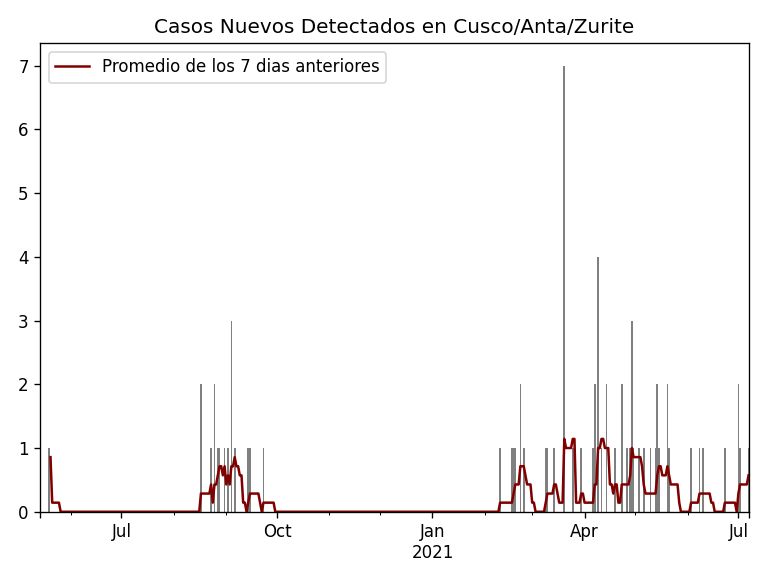 Casos Nuevos Detectados en Cusco/Anta/Zurite
Promedio de los 7 dias anteriores
7
6
5
4
3
2
1
0
Jul
Oct
Jan
2021
Apr
Jul